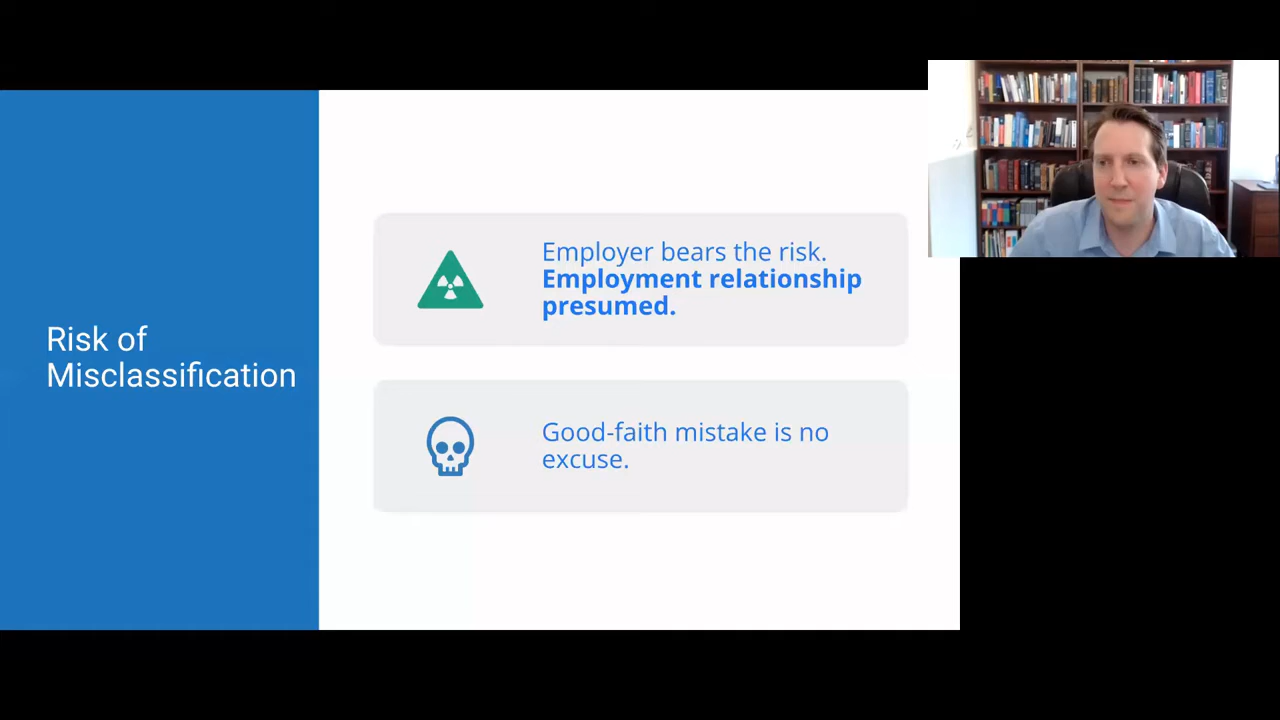 Risk of
Misclassification
Employer bears the risk.
Employment relationship
presumed.
Good-faith mistake is no
excuse.